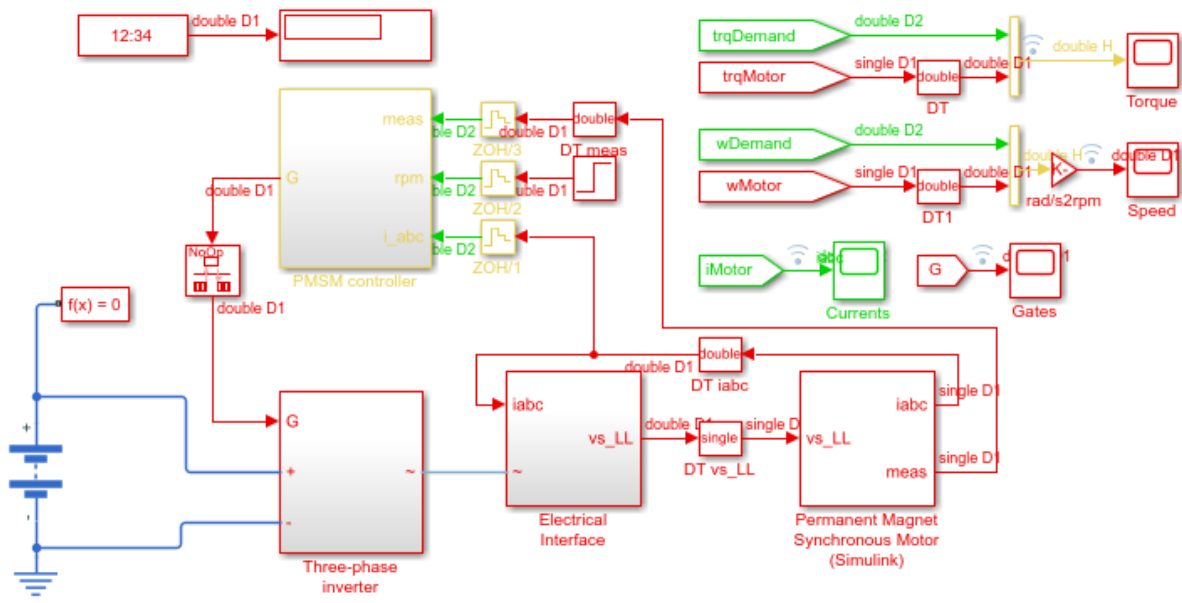 12:34
double D1
trqDemand
double D2
double H
trqMotor
single D1
double
double D1
DT
Torque
meas
double D1
double
ZOH/3
DT meas
G
double D1
rpm
ZOH/2
i_abc
ZOH/1
PMSM controller
wDemand
double D2
double H
double D1
wMotor
single D1
double
double D1
K-
DT1
rad/s2rpm
Speed
iMotor
iabc
Currents
G
Gates
NoOp
double D1
f(x) = 0
double
double D1
DT iabc
single D1
G
+
-
~
Three-phase
inverter
iabc
vs_LL
~
Electrical
Interface
double D1
single
single D
DT vs_LL
iabc
vs_LL
meas
single D1
Permanent Magnet
Synchronous Motor
(Simulink)
+
-